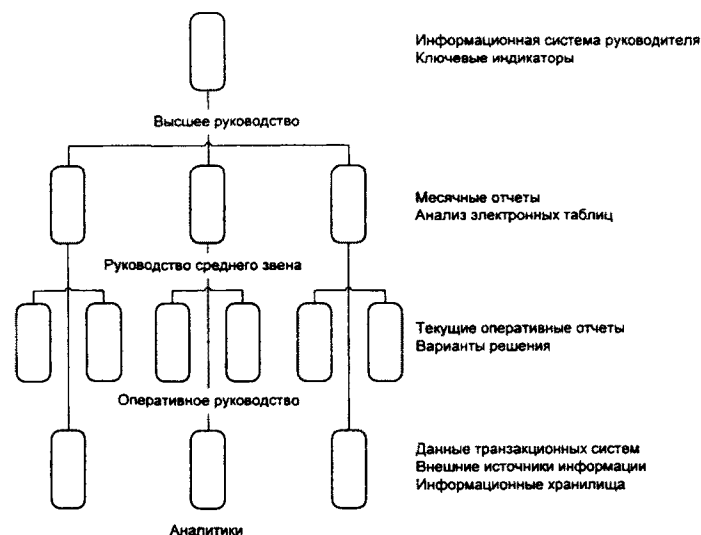 Информационная система руководителя
Ключевые индикаторы
Высшее руководство
Месячные отчеты
Анализ электронных таблиц
Руководство среднего звена
Текущие оперативные отчеты
Варианты решения
Оперативное руководство
Данные транзакционных систем
Внешние источники информации
Информационные хранилища
Аналитики